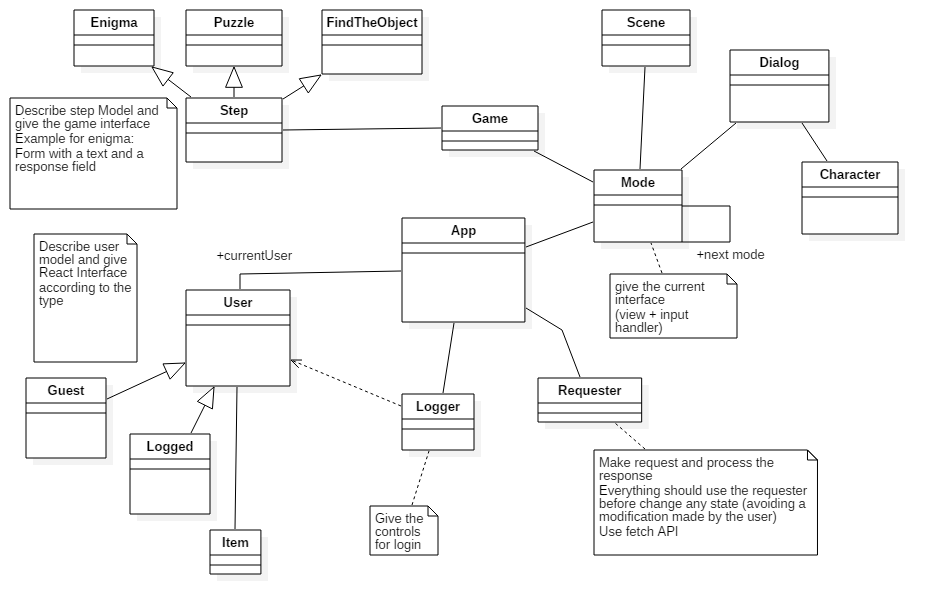 Enigma
Puzzle
FindTheObject
Scene
Dialog
Describe step Model and
give the game interface
Example for enigma:
Form with a text and a
response field
Step
Game
Mode
Character
App
Describe user
model and give
React Interface
according to the
type
+currentUser
+next mode
User
give the current
interface
(view + input
handler)
Guest
Logger
Requester
Logged
Make request and process the
response
Everything should use the requester
before change any state (avoiding a
modification made by the user)
Use fetch API
Give the
controls
for login
Item